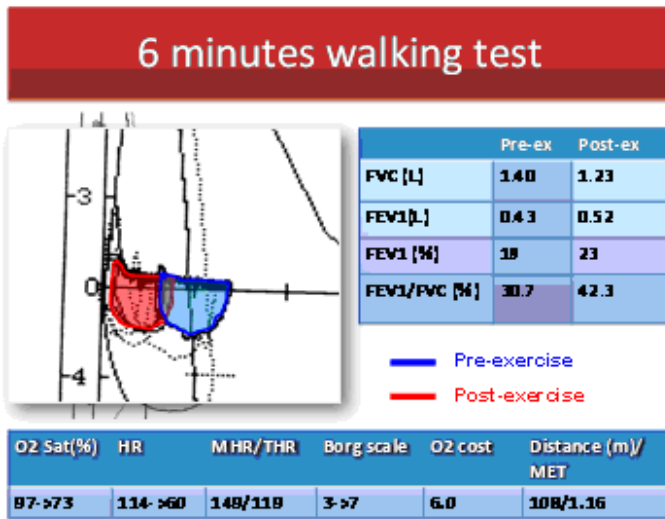 6 minutes walking test
3
0
4
Pre-ex Post-ex
FVC (L) 1.40 1.23
FEV1(L) 0.43 0.52
FEV1 (%) 19 23
FEV1/FVC (%) 30.7 42.3
Pre-exercise
Post-exercise
O2 Sat(%) HR MHR/THR Borg scale O2 cost Distance (m)/
MET
97->73 114->60 149/119 3->7 6.0 108/1.16